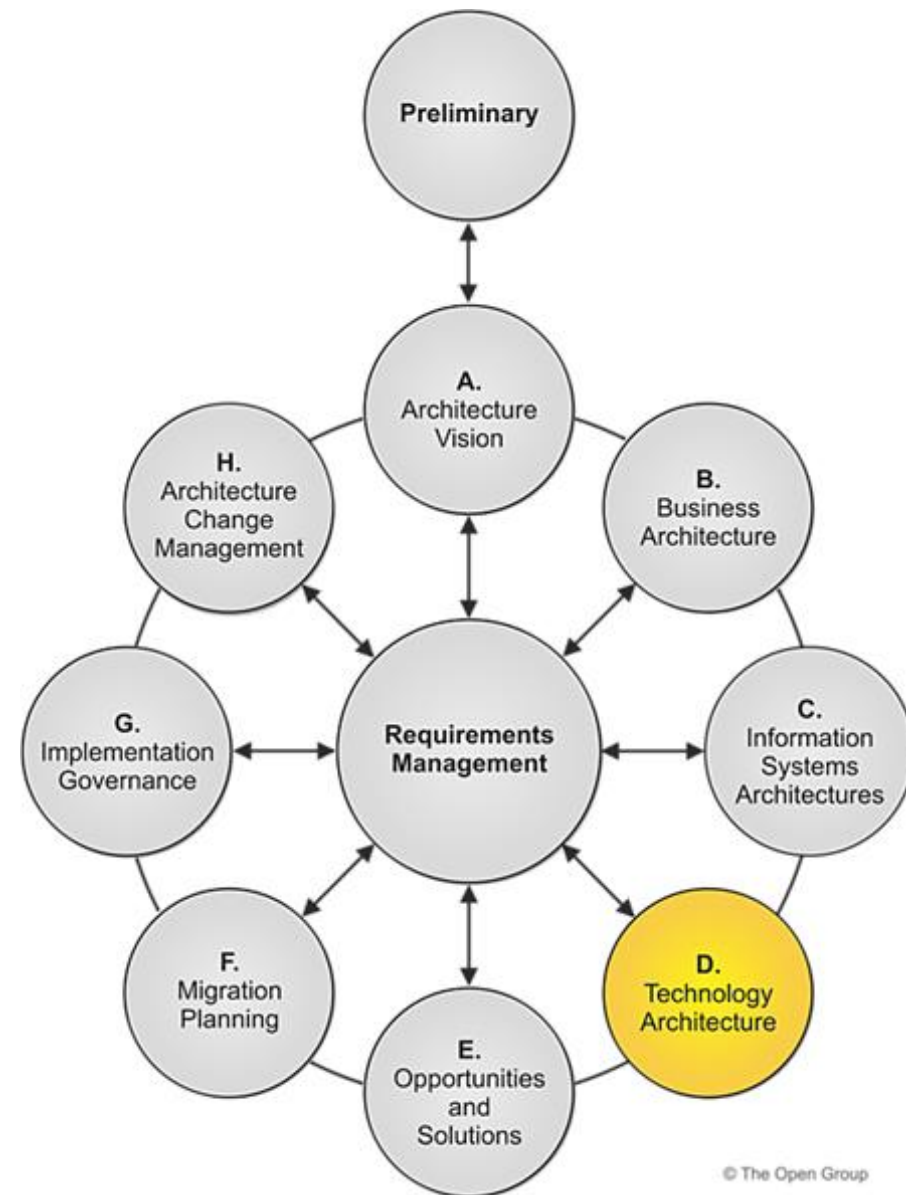 Preliminary
A.
Architecture
Vision
B.
Business
Architecture
C.
Information
Systems
Architectures
D.
Technology
Architecture
E.
Opportunities
and
Solutions
F.
Migration
Planning
G.
Implementation
Governance
H.
Architecture
Change
Management
Requirements
Management
© The Open Group